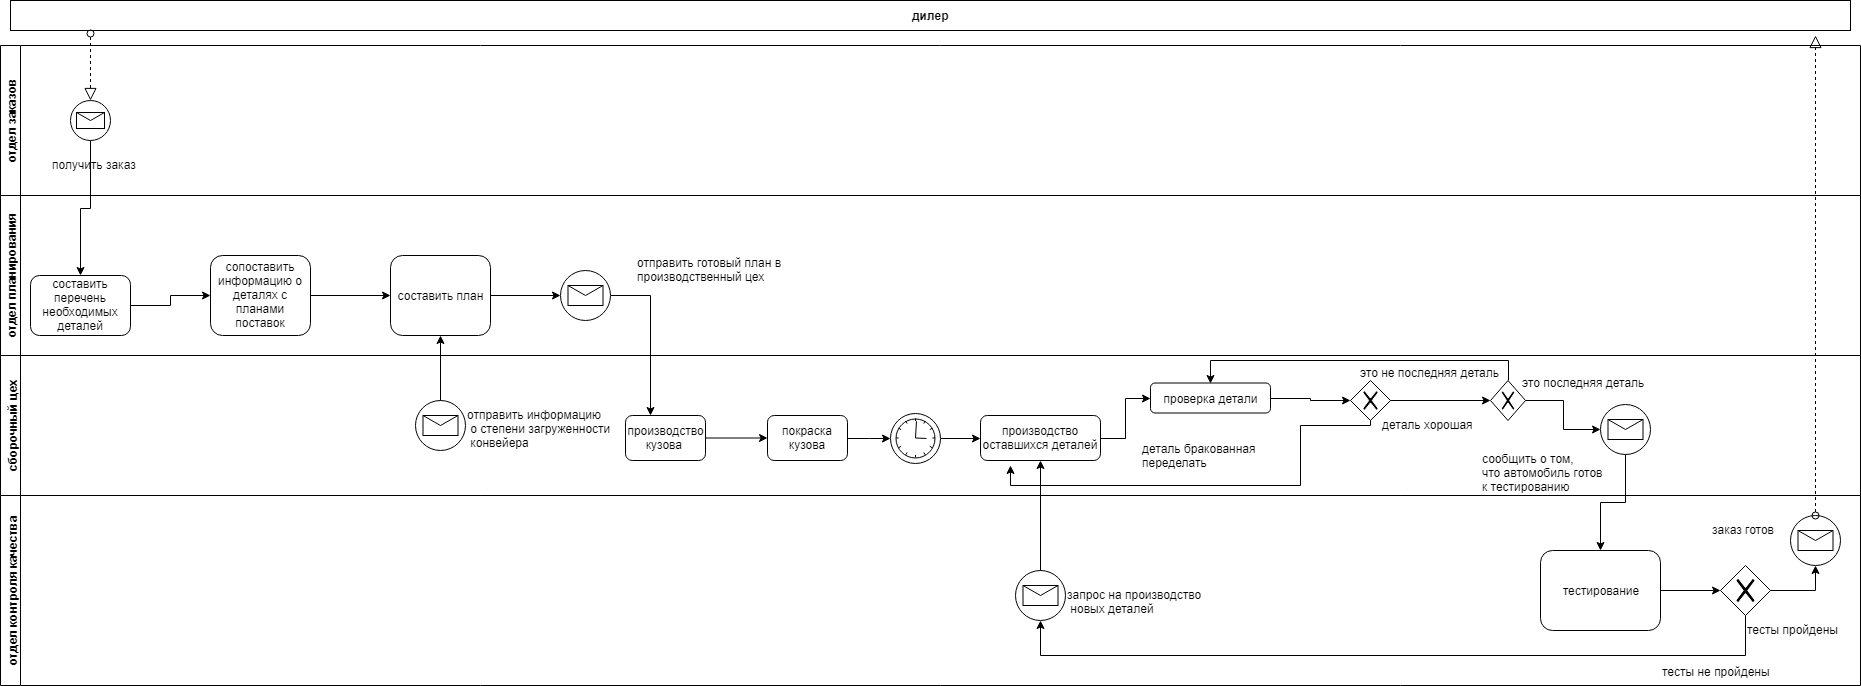 дилер
отдел заказов
получить заказ
отдел планирования
составить
перечень
необходимых
деталей
сопоставить
информацию о
деталях с
планами
поставок
составить план
отправить готовый план в
производственный цех
сборочный цех
отправить информацию
о степени загруженности
конвейера
производство
кузова
покраска
кузова
производство
оставшихся деталей
проверка детали
деталь бракованная
переделать
это не последняя деталь
деталь хорошая
это последняя деталь
сообщить о том,
что автомобиль готов
к тестированию
отдел контроля качества
запрос на производство
новых деталей
тестирование
заказ готов
тесты пройдены
тесты не пройдены